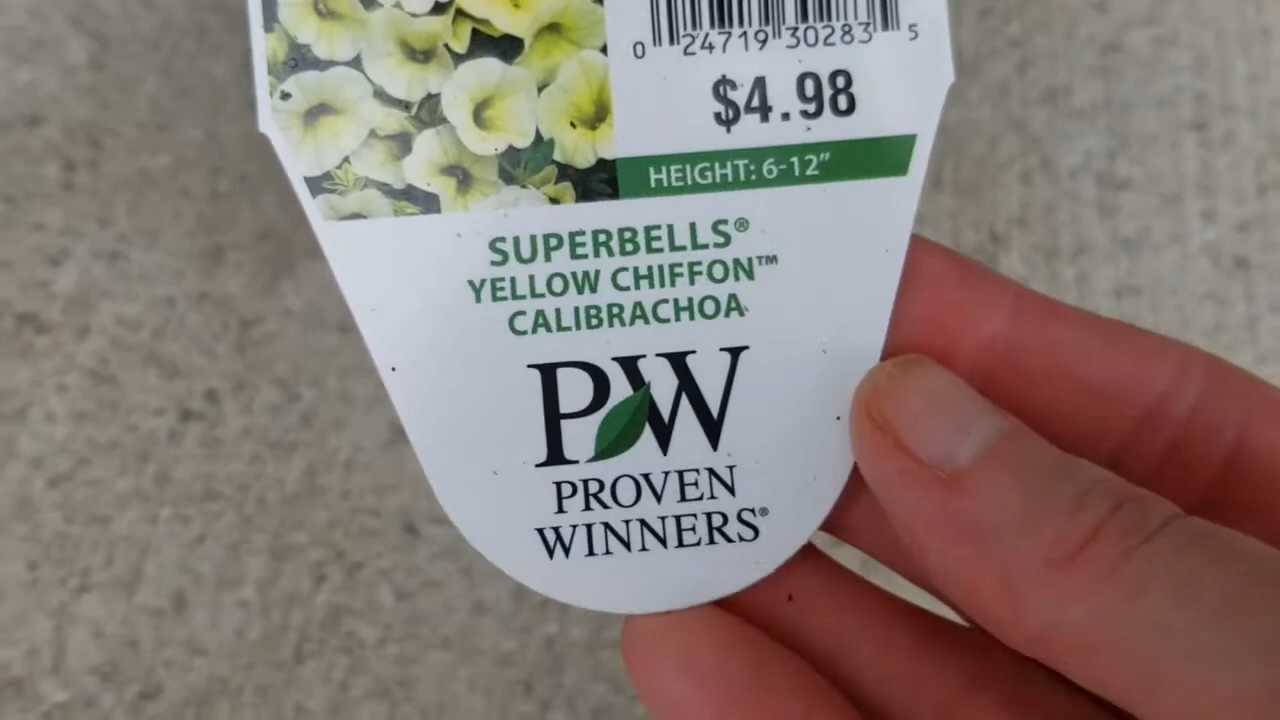 0 24719 30283 5
$4.98
HEIGHT: 6-12"
SUPERBELLS®
YELLOW CHIFFON™
CALIBRACHOA
PW
PROVEN
WINNERS®